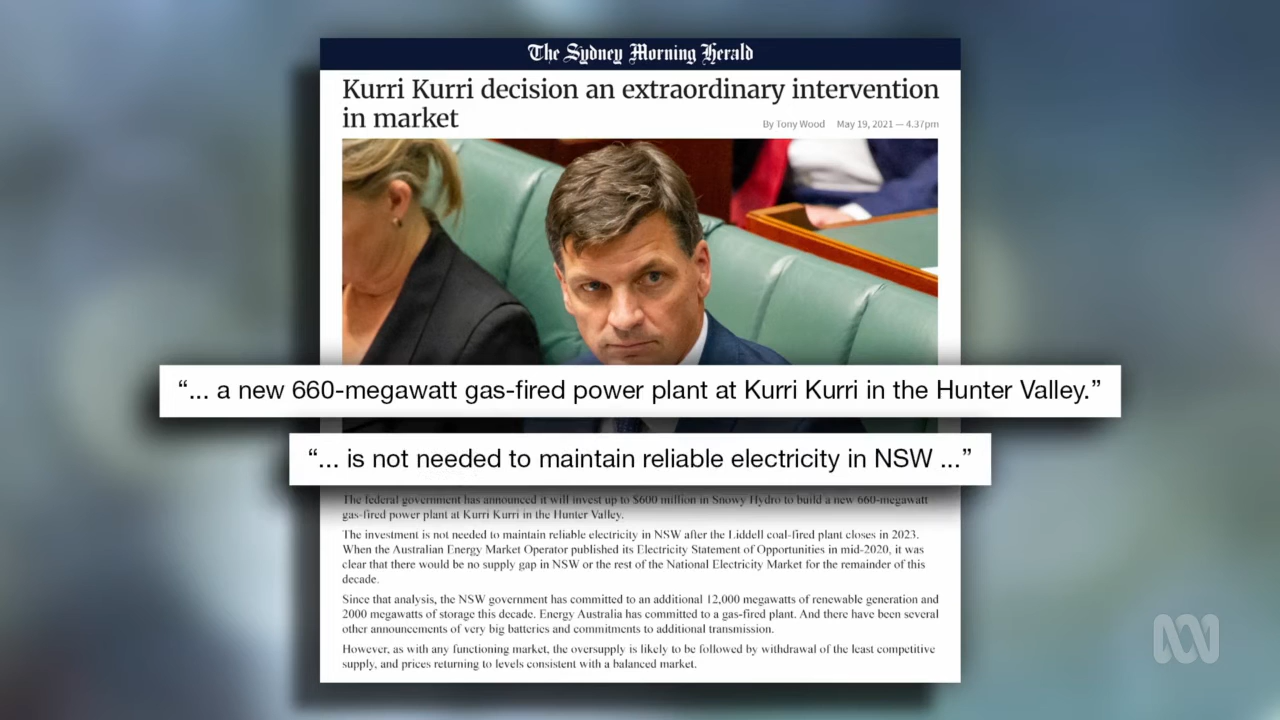 The Sydney Morning Herald
Kurri Kurri decision an extraordinary intervention
in market
By Tony Wood May 19, 2021 — 4.37pm
“... a new 660-megawatt gas-fired power plant at Kurri Kurri in the Hunter Valley.”
“... is not needed to maintain reliable electricity in NSW ...”
The federal government has announced it will invest up to $600 million in Snowy Hydro to build a new 660-megawatt
gas-fired power plant at Kurri Kurri in the Hunter Valley.
The investment is not needed to maintain reliable electricity in NSW after the Liddell coal-fired plant closes in 2023.
When the Australian Energy Market Operator published its Electricity Statement of Opportunities in mid-2020, it was
clear that there would be no supply gap in NSW or the rest of the National Electricity Market for the remainder of this
decade.
Since that analysis, the NSW government has committed to an additional 12,000 megawatts of renewable generation and
2000 megawatts of storage this decade. Energy Australia has committed to a gas-fired plant. And there have been several
other announcements of very big batteries and commitments to additional transmission.
However, as with any functioning market, the oversupply is likely to be followed by withdrawal of the least competitive
supply, and prices returning to levels consistent with a balanced market.